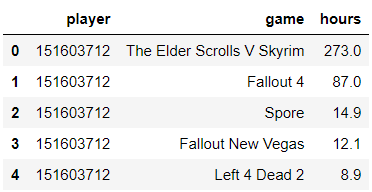 player game hours
0 151603712 The Elder Scrolls V Skyrim 273.0
1 151603712 Fallout 4 87.0
2 151603712 Spore 14.9
3 151603712 Fallout New Vegas 12.1
4 151603712 Left 4 Dead 2 8.9